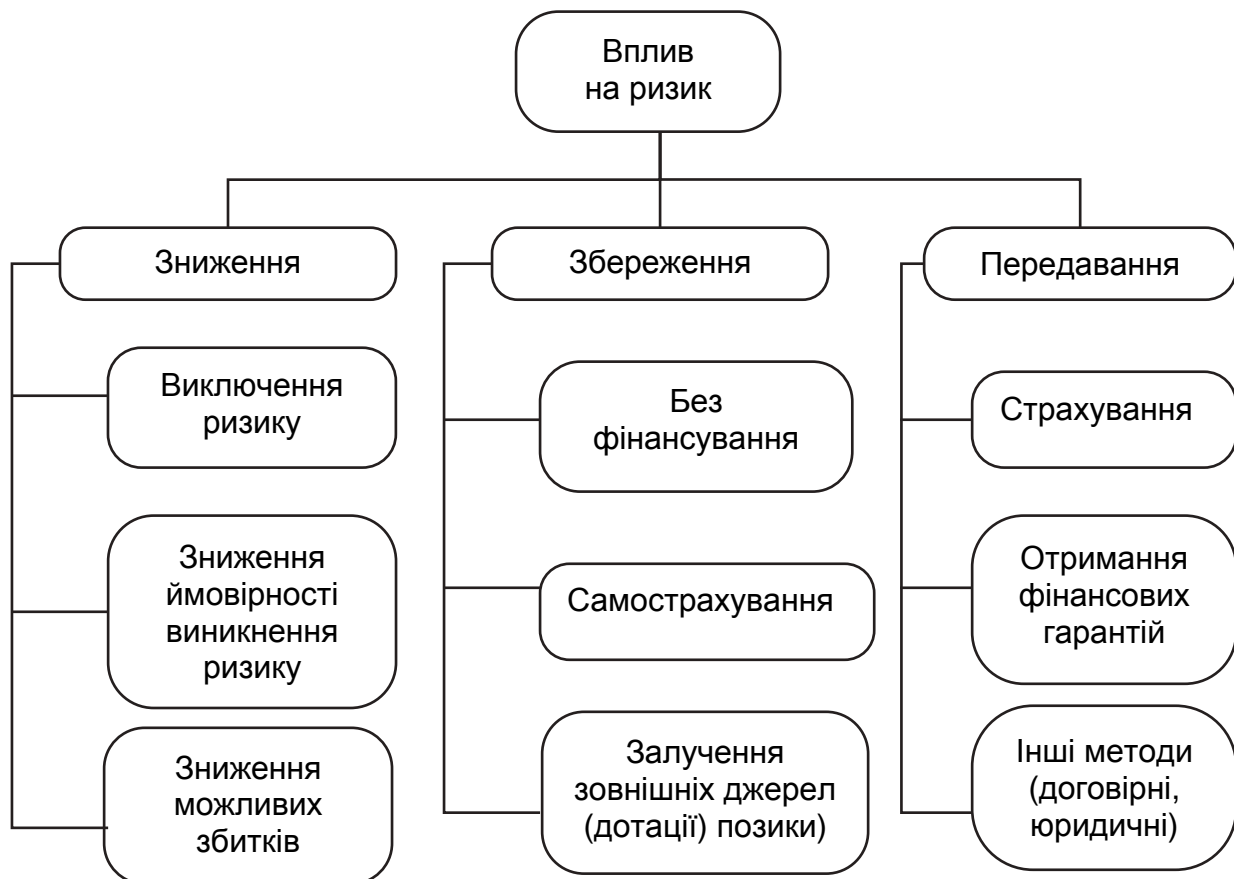 Вплив
на ризик
Зниження
Збереження
Передавання
Виключення
ризику
Без
фінансування
Страхування
Зниження
ймовірності
виникнення
ризику
Самострахування
Отримання
фінансових
гарантій
Зниження
можливих
збитків
Залучення
зовнішніх джерел
(дотації) позики)
Інші методи
(договірні,
юридичні)